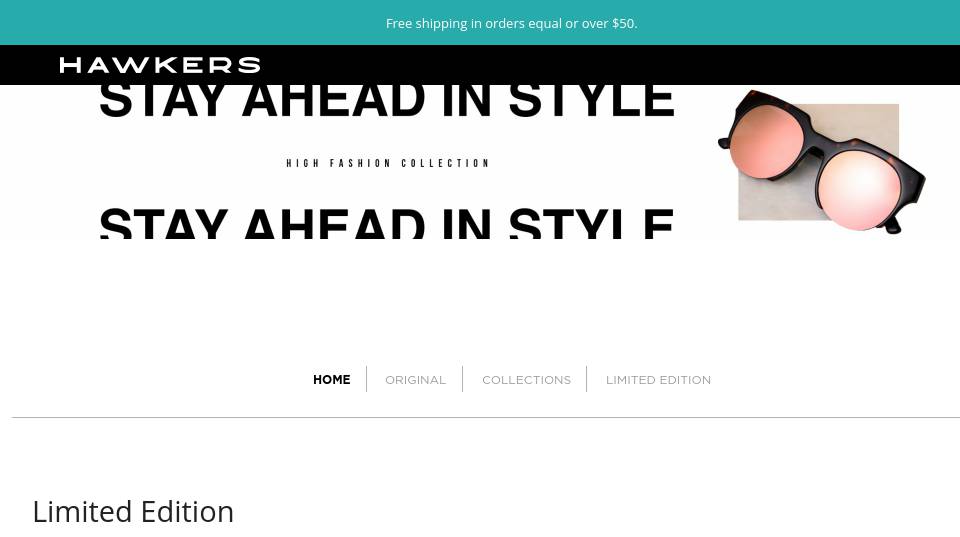 Free shipping in orders equal or over $50.
HAWKERS
STAY AHEAD IN STYLE
HIGH FASHION COLLECTION
STAY AHEAD IN STYLE
HOME
ORIGINAL
COLLECTIONS
LIMITED EDITION
Limited Edition